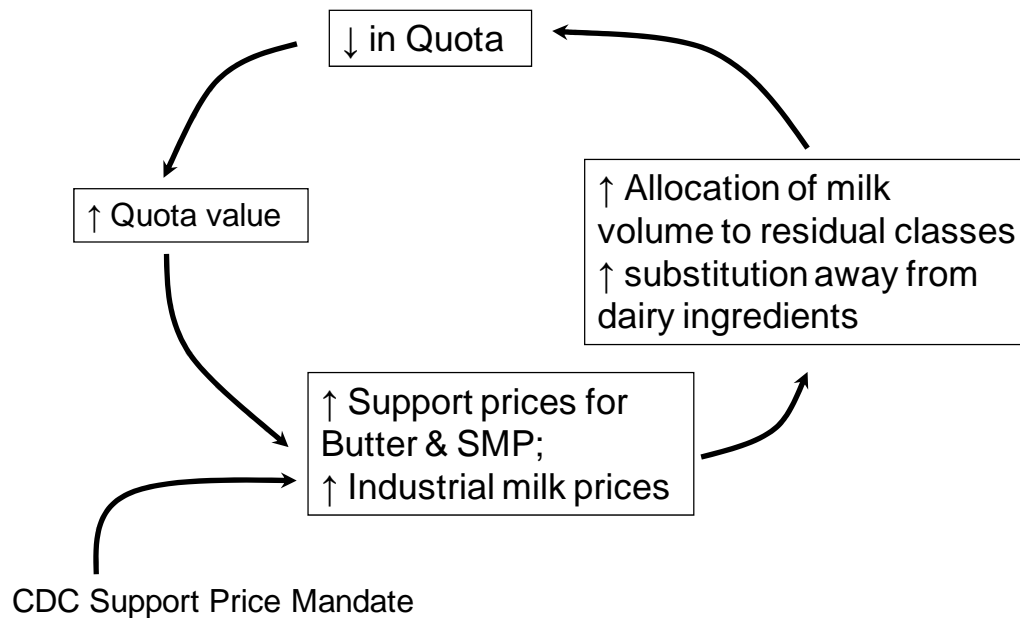 ↓ in Quota
↑ Quota value
↑ Allocation of milk
volume to residual classes
↑ substitution away from
dairy ingredients
↑ Support prices for
Butter & SMP;
↑ Industrial milk prices
CDC Support Price Mandate